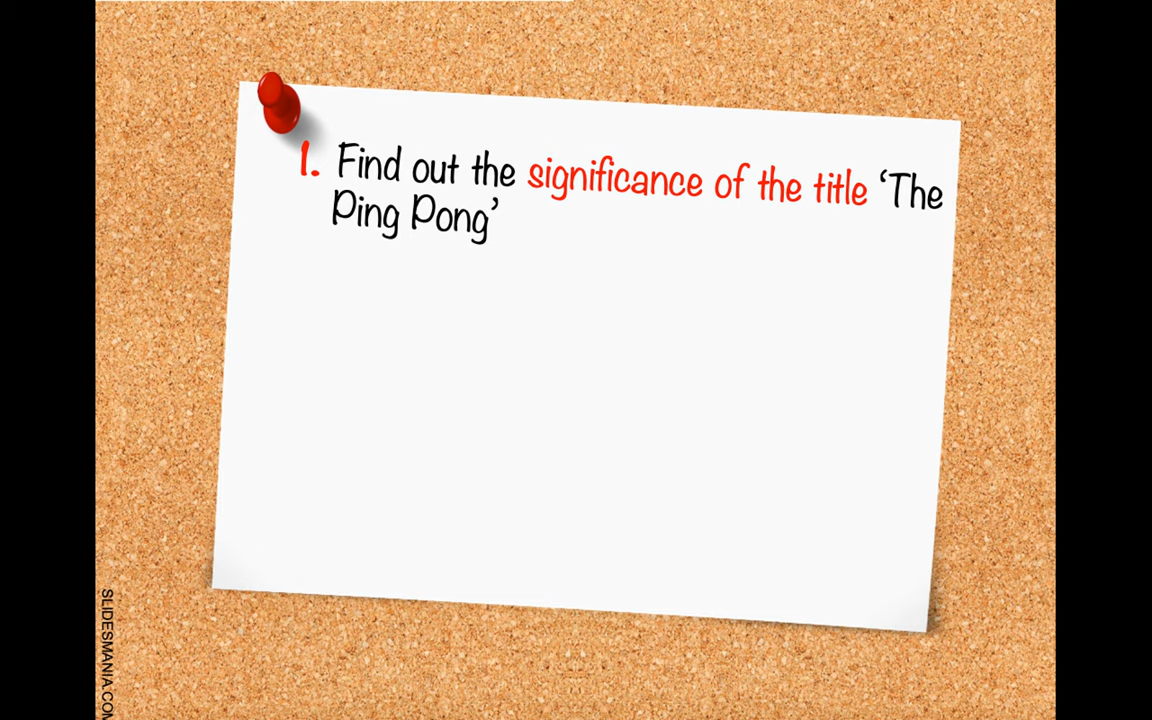 1. Find out the significance of the title ‘The
Ping Pong’
SLIDESMANIA.COM